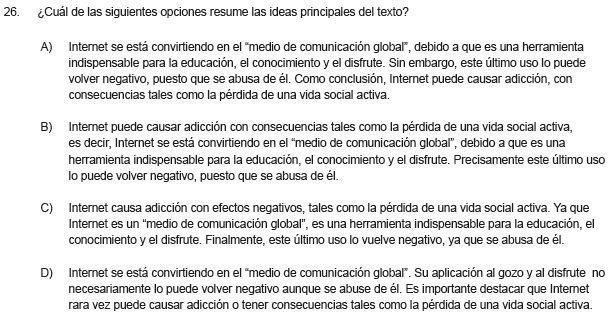 26. ¿Cuál de las siguientes opciones resume las ideas principales del texto?
A) Internet se está convirtiendo en el “medio de comunicación global”, debido a que es una herramienta
indispensable para la educación, el conocimiento y el disfrute. Sin embargo, este último uso lo puede
volver negativo, puesto que se abusa de él. Como conclusión, Internet puede causar adicción, con
consecuencias tales como la pérdida de una vida social activa.
B) Internet puede causar adicción con consecuencias tales como la pérdida de una vida social activa,
es decir, Internet se está convirtiendo en el “medio de comunicación global”, debido a que es una
herramienta indispensable para la educación, el conocimiento y el disfrute. Precisamente este último uso
lo puede volver negativo, puesto que se abusa de él.
C) Internet causa adicción con efectos negativos, tales como la pérdida de una vida social activa. Ya que
Internet es un “medio de comunicación global”, es una herramienta indispensable para la educación, el
conocimiento y el disfrute. Finalmente, este último uso lo vuelve negativo, ya que se abusa de él.
D) Internet se está convirtiendo en el “medio de comunicación global”. Su aplicación al gozo y al disfrute no
necesariamente lo puede volver negativo aunque se abuse de él. Es importante destacar que Internet
rara vez puede causar adicción o tener consecuencias tales como la pérdida de una vida social activa.